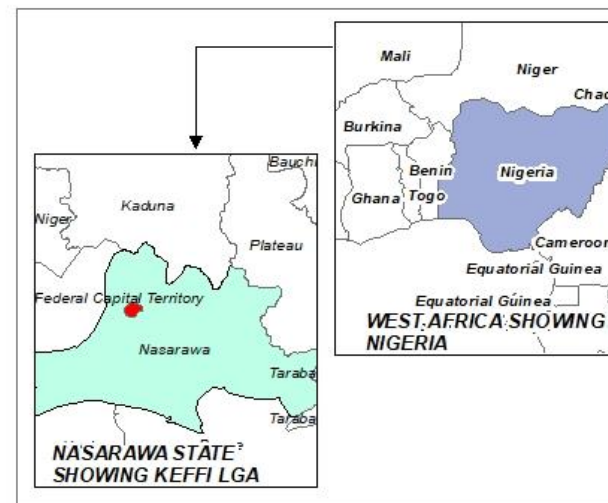 Mali
Niger
Chad
Burkina
Benin
Nigeria
Ghana
Togo
Cameroon
Equatorial Guinea
Equatorial Guinea
WEST AFRICA SHOWING
NIGERIA
Bauchi
Kaduna
Niger
Plateau
Federal Capital Territory
Nasarawa
Taraba
Taraba
NASARAWA STATE
SHOWING KEFFI LGA